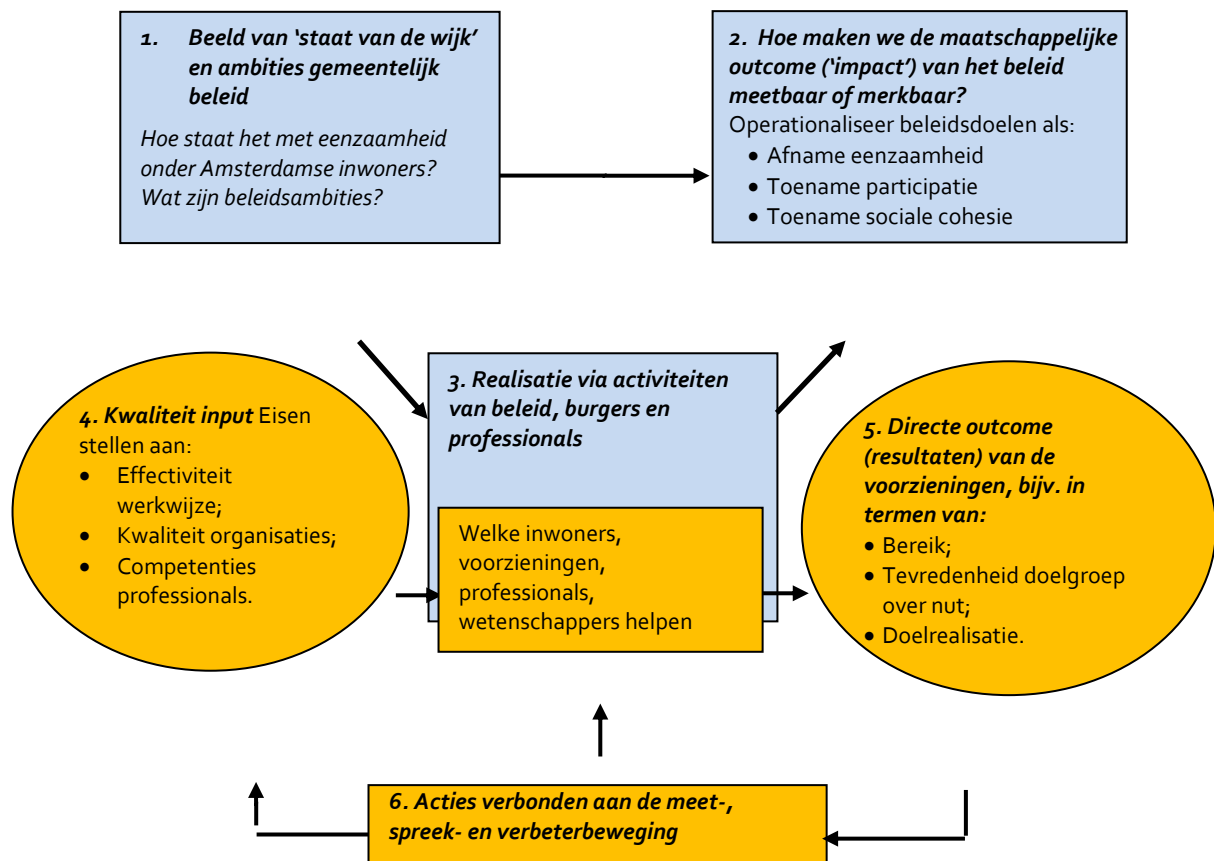 1. Beeld van ‘staat van de wijk’
en ambities gemeentelijk
beleid
Hoe staat het met eenzaamheid
onder Amsterdamse inwoners?
Wat zijn beleidsambities?
2. Hoe maken we de maatschappelijke
outcome (‘impact’) van het beleid
meetbaar of merkbaar?
Operationaliseer beleidsdoelen als:
• Afname eenzaamheid
• Toename participatie
• Toename sociale cohesie
3. Realisatie via activiteiten
van beleid, burgers en
professionals
Welke inwoners,
voorzieningen,
professionals,
wetenschappers helpen
4. Kwaliteit input Eisen
stellen aan:
• Effectiviteit
werkwijze;
• Kwaliteit organisaties;
• Competenties
professionals.
5. Directe outcome
(resultaten) van de
voorzieningen, bijv. in
termen van:
• Bereik;
• Tevredenheid doelgroep
over nut;
• Doelrealisatie.
6. Acties verbonden aan de meet-,
spreek- en verbeterbeweging